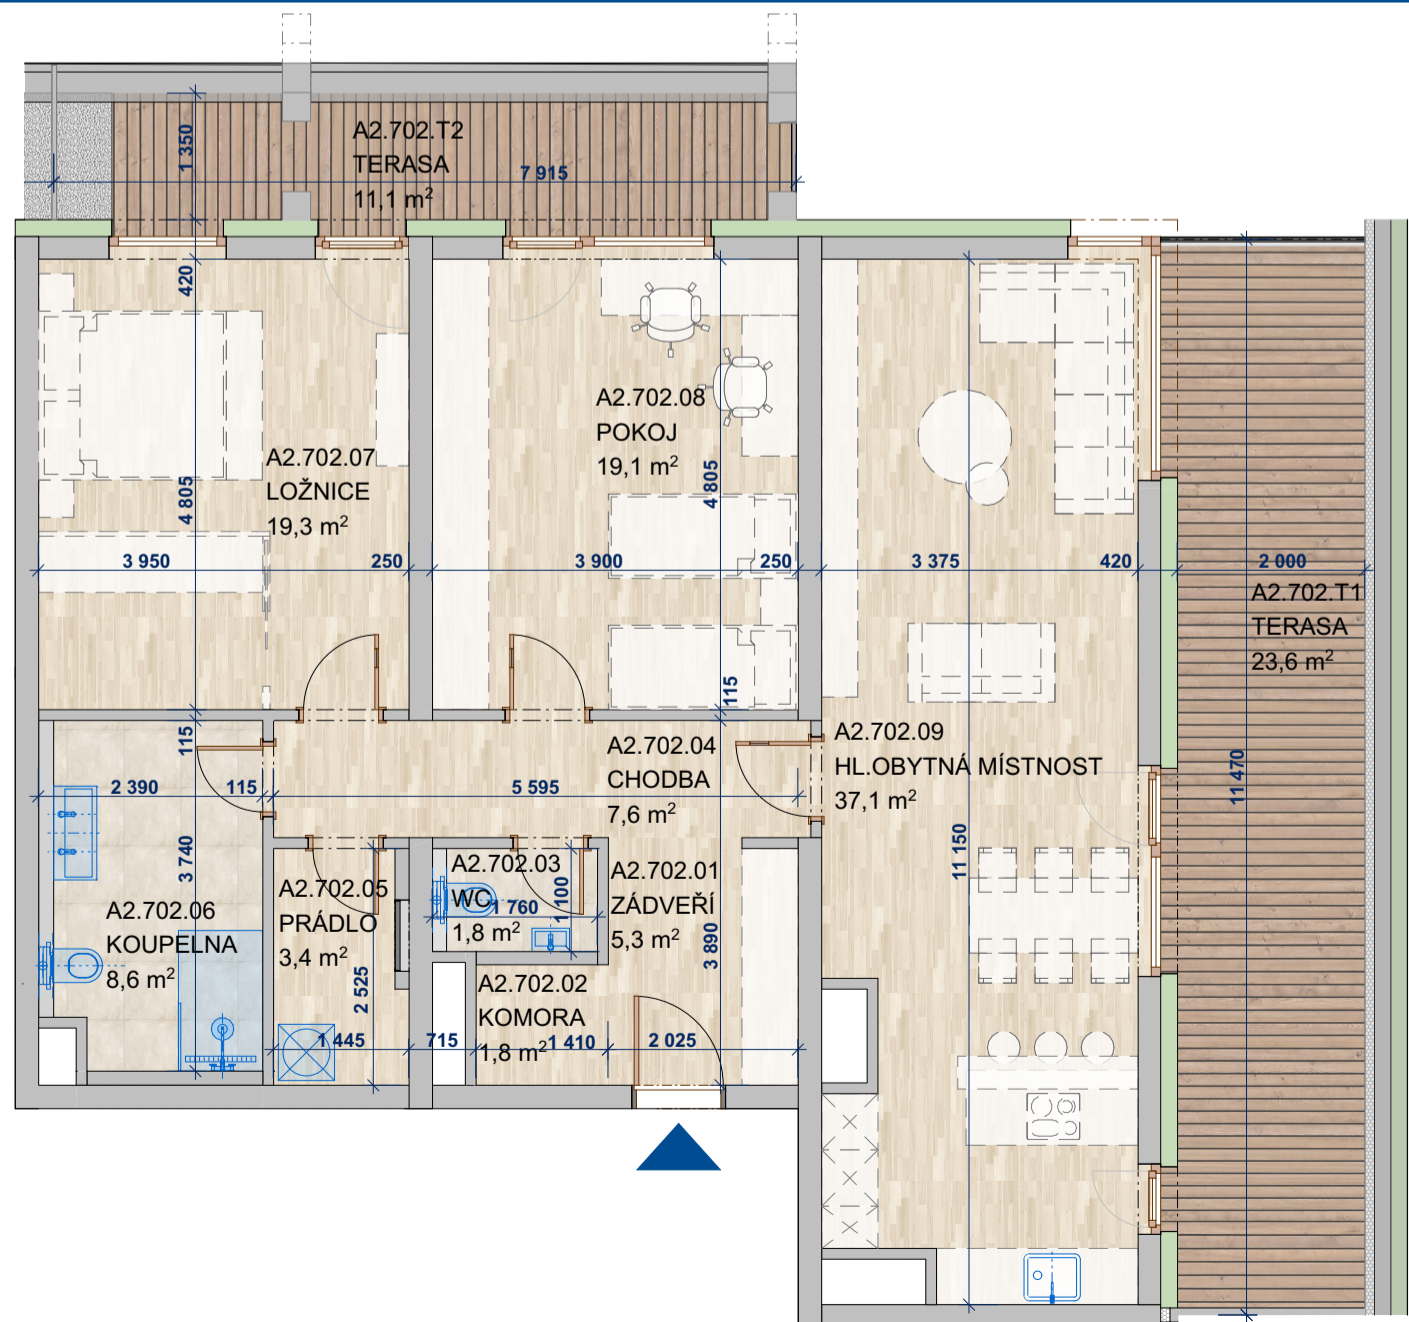 A2.702.T2
TERASA
11,1 m²
1 350
7 915
420
A2.702.07
LOŽNICE
19,3 m²
4 805
3 950
250
A2.702.08
POKOJ
19,1 m²
4 805
3 900
250
115
3 375
420
2 000
A2.702.T1
TERASA
23,6 m²
11 470
A2.702.09
HL.OBYTNÁ MÍSTNOST
37,1 m²
11 150
A2.702.04
CHODBA
7,6 m²
5 595
115
2 390
115
3 740
A2.702.06
KOUPELNA
8,6 m²
A2.702.05
PRÁDLO
3,4 m²
2 525
1 445
A2.702.03
WC
1,8 m²
1 760
1 100
A2.702.01
ZÁDVEŘÍ
5,3 m²
3 890
A2.702.02
KOMORA
1,8 m²
715
1 410
2 025